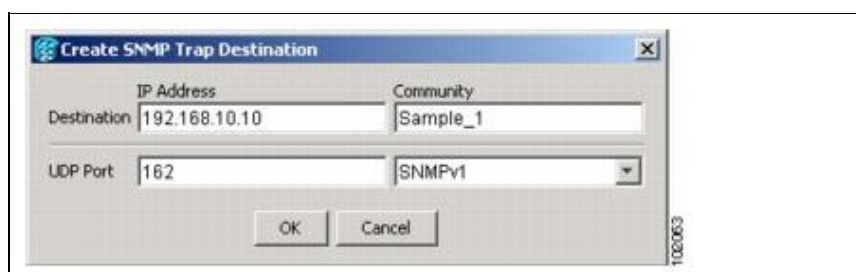 Create SNMP Trap Destination
IP Address Community
Destination 192.168.10.10 Sample_1
UDP Port 162 SNMPv1
OK Cancel
102063